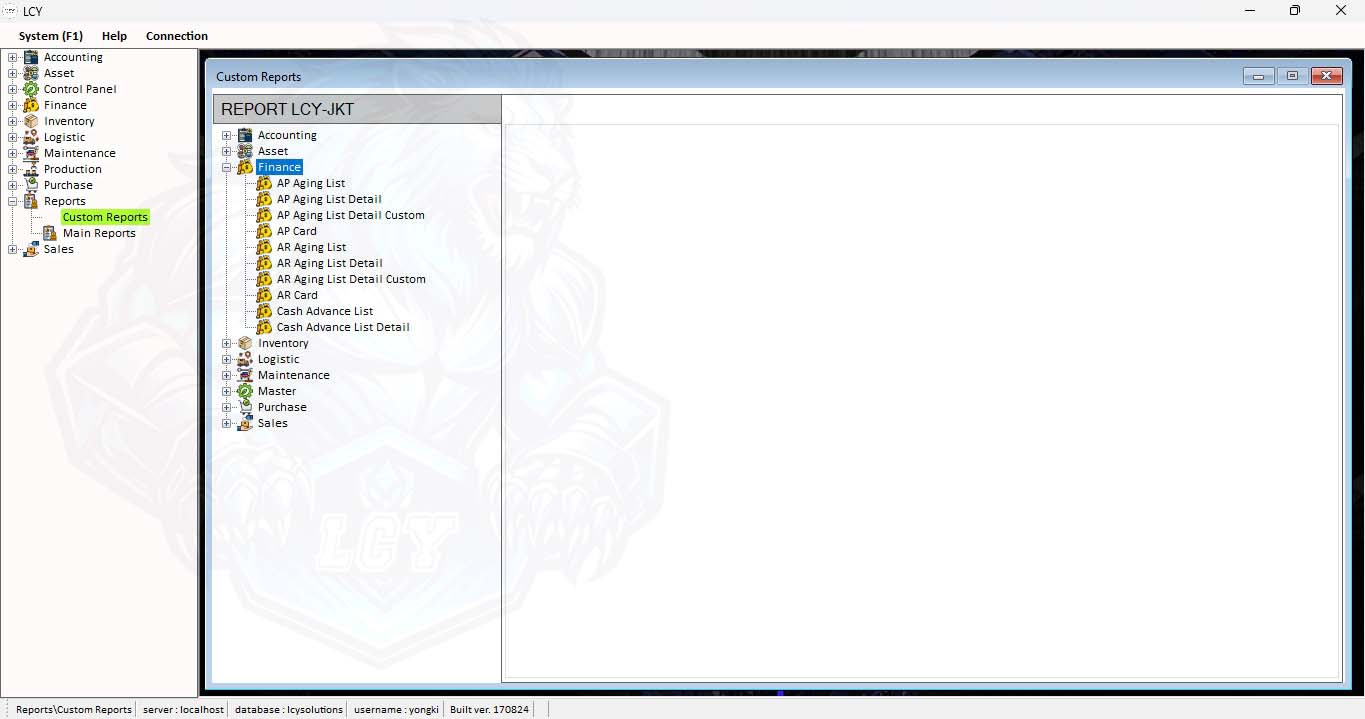 LCY
System (F1) Help Connection
Accounting
Asset
Control Panel
Finance
Inventory
Logistic
Maintenance
Production
Purchase
Reports
Custom Reports
Main Reports
Sales
Custom Reports
REPORT LCY-JKT
Accounting
Asset
Finance
AP Aging List
AP Aging List Detail
AP Aging List Detail Custom
AP Card
AR Aging List
AR Aging List Detail
AR Aging List Detail Custom
AR Card
Cash Advance List
Cash Advance List Detail
Inventory
Logistic
Maintenance
Master
Purchase
Sales
LCY
Reports\Custom Reports server : localhost database : lcysolutions username : yongki Built ver. 170824